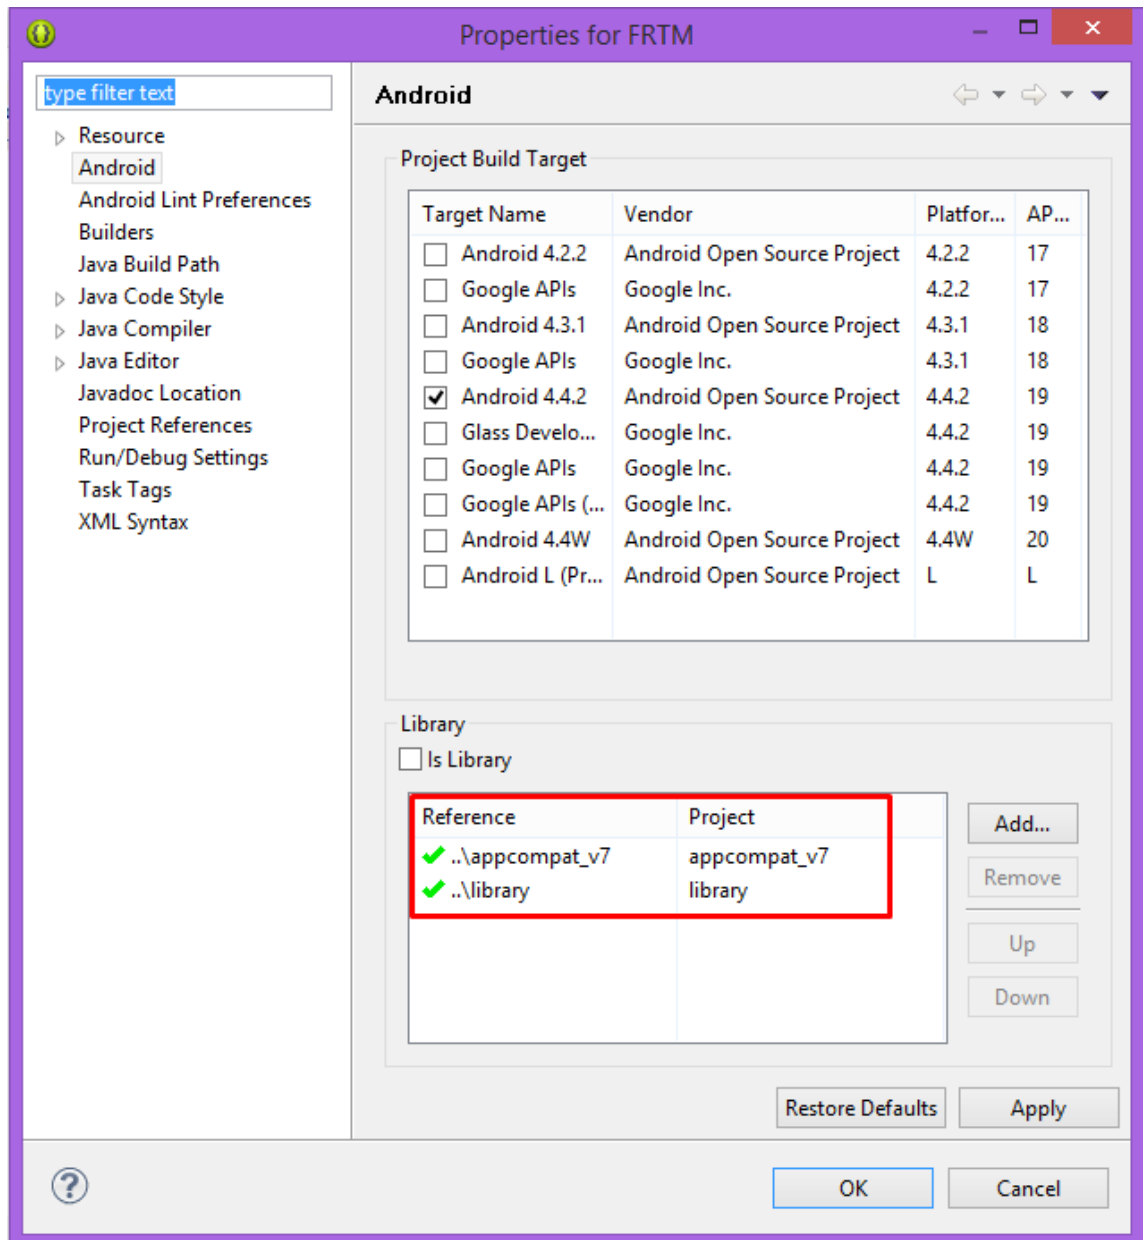 Properties for FRTM
type filter text
Resource
Android
Android Lint Preferences
Builders
Java Build Path
Java Code Style
Java Compiler
Java Editor
Javadoc Location
Project References
Run/Debug Settings
Task Tags
XML Syntax
Android
Project Build Target
Target Name Vendor Platfor... AP...
Android 4.2.2 Android Open Source Project 4.2.2 17
Google APIs Google Inc. 4.2.2 17
Android 4.3.1 Android Open Source Project 4.3.1 18
Google APIs Google Inc. 4.3.1 18
Android 4.4.2 Android Open Source Project 4.4.2 19
Glass Develo... Google Inc. 4.4.2 19
Google APIs Google Inc. 4.4.2 19
Google APIs (... Google Inc. 4.4.2 19
Android 4.4W Android Open Source Project 4.4W 20
Android L (Pr... Android Open Source Project L L
Library
Is Library
Reference Project
..\appcompat_v7 appcompat_v7
..\library library
Add...
Remove
Up
Down
Restore Defaults Apply
? OK Cancel